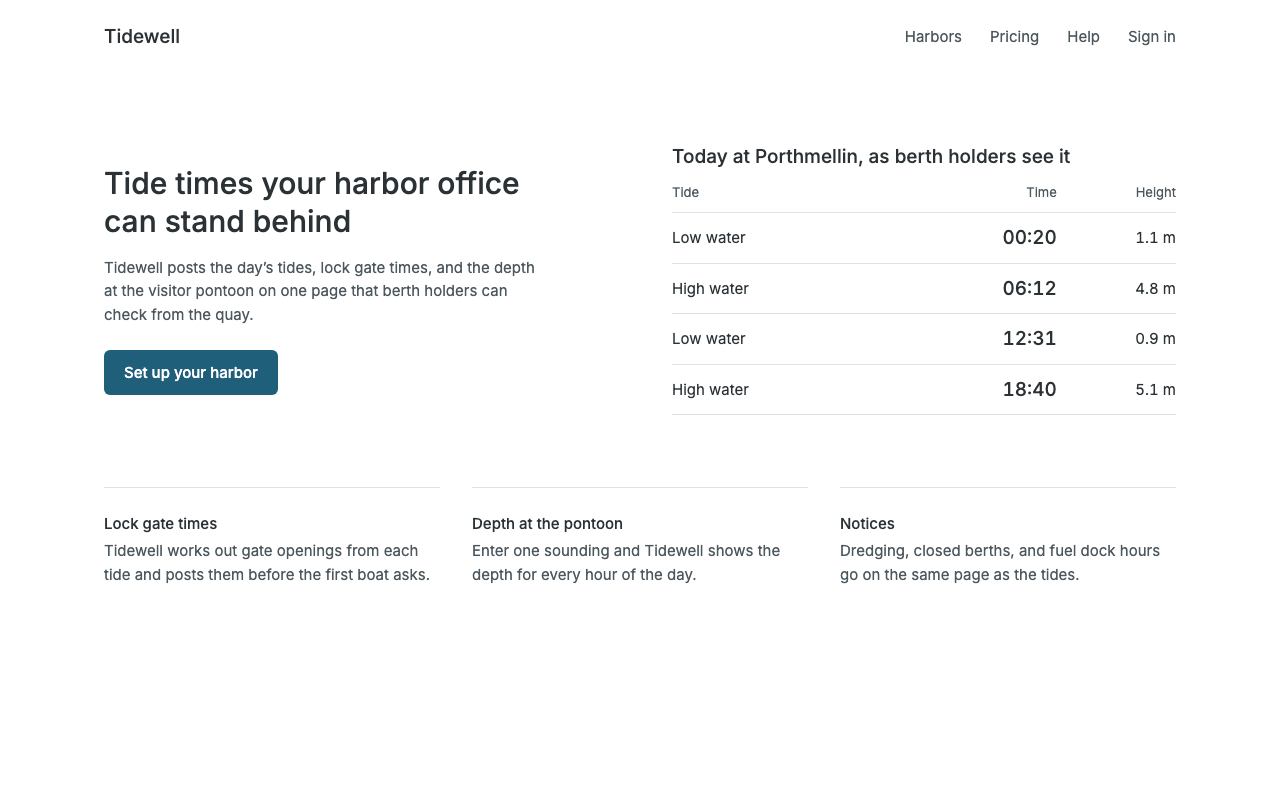 Tidewell
Harbors Pricing Help Sign in
Tide times your harbor office
can stand behind
Tidewell posts the day’s tides, lock gate times, and the depth
at the visitor pontoon on one page that berth holders can
check from the quay.
Set up your harbor
Today at Porthmellin, as berth holders see it
Tide Time Height
Low water 00:20 1.1 m
High water 06:12 4.8 m
Low water 12:31 0.9 m
High water 18:40 5.1 m
Lock gate times
Tidewell works out gate openings from each
tide and posts them before the first boat asks.
Depth at the pontoon
Enter one sounding and Tidewell shows the
depth for every hour of the day.
Notices
Dredging, closed berths, and fuel dock hours
go on the same page as the tides.